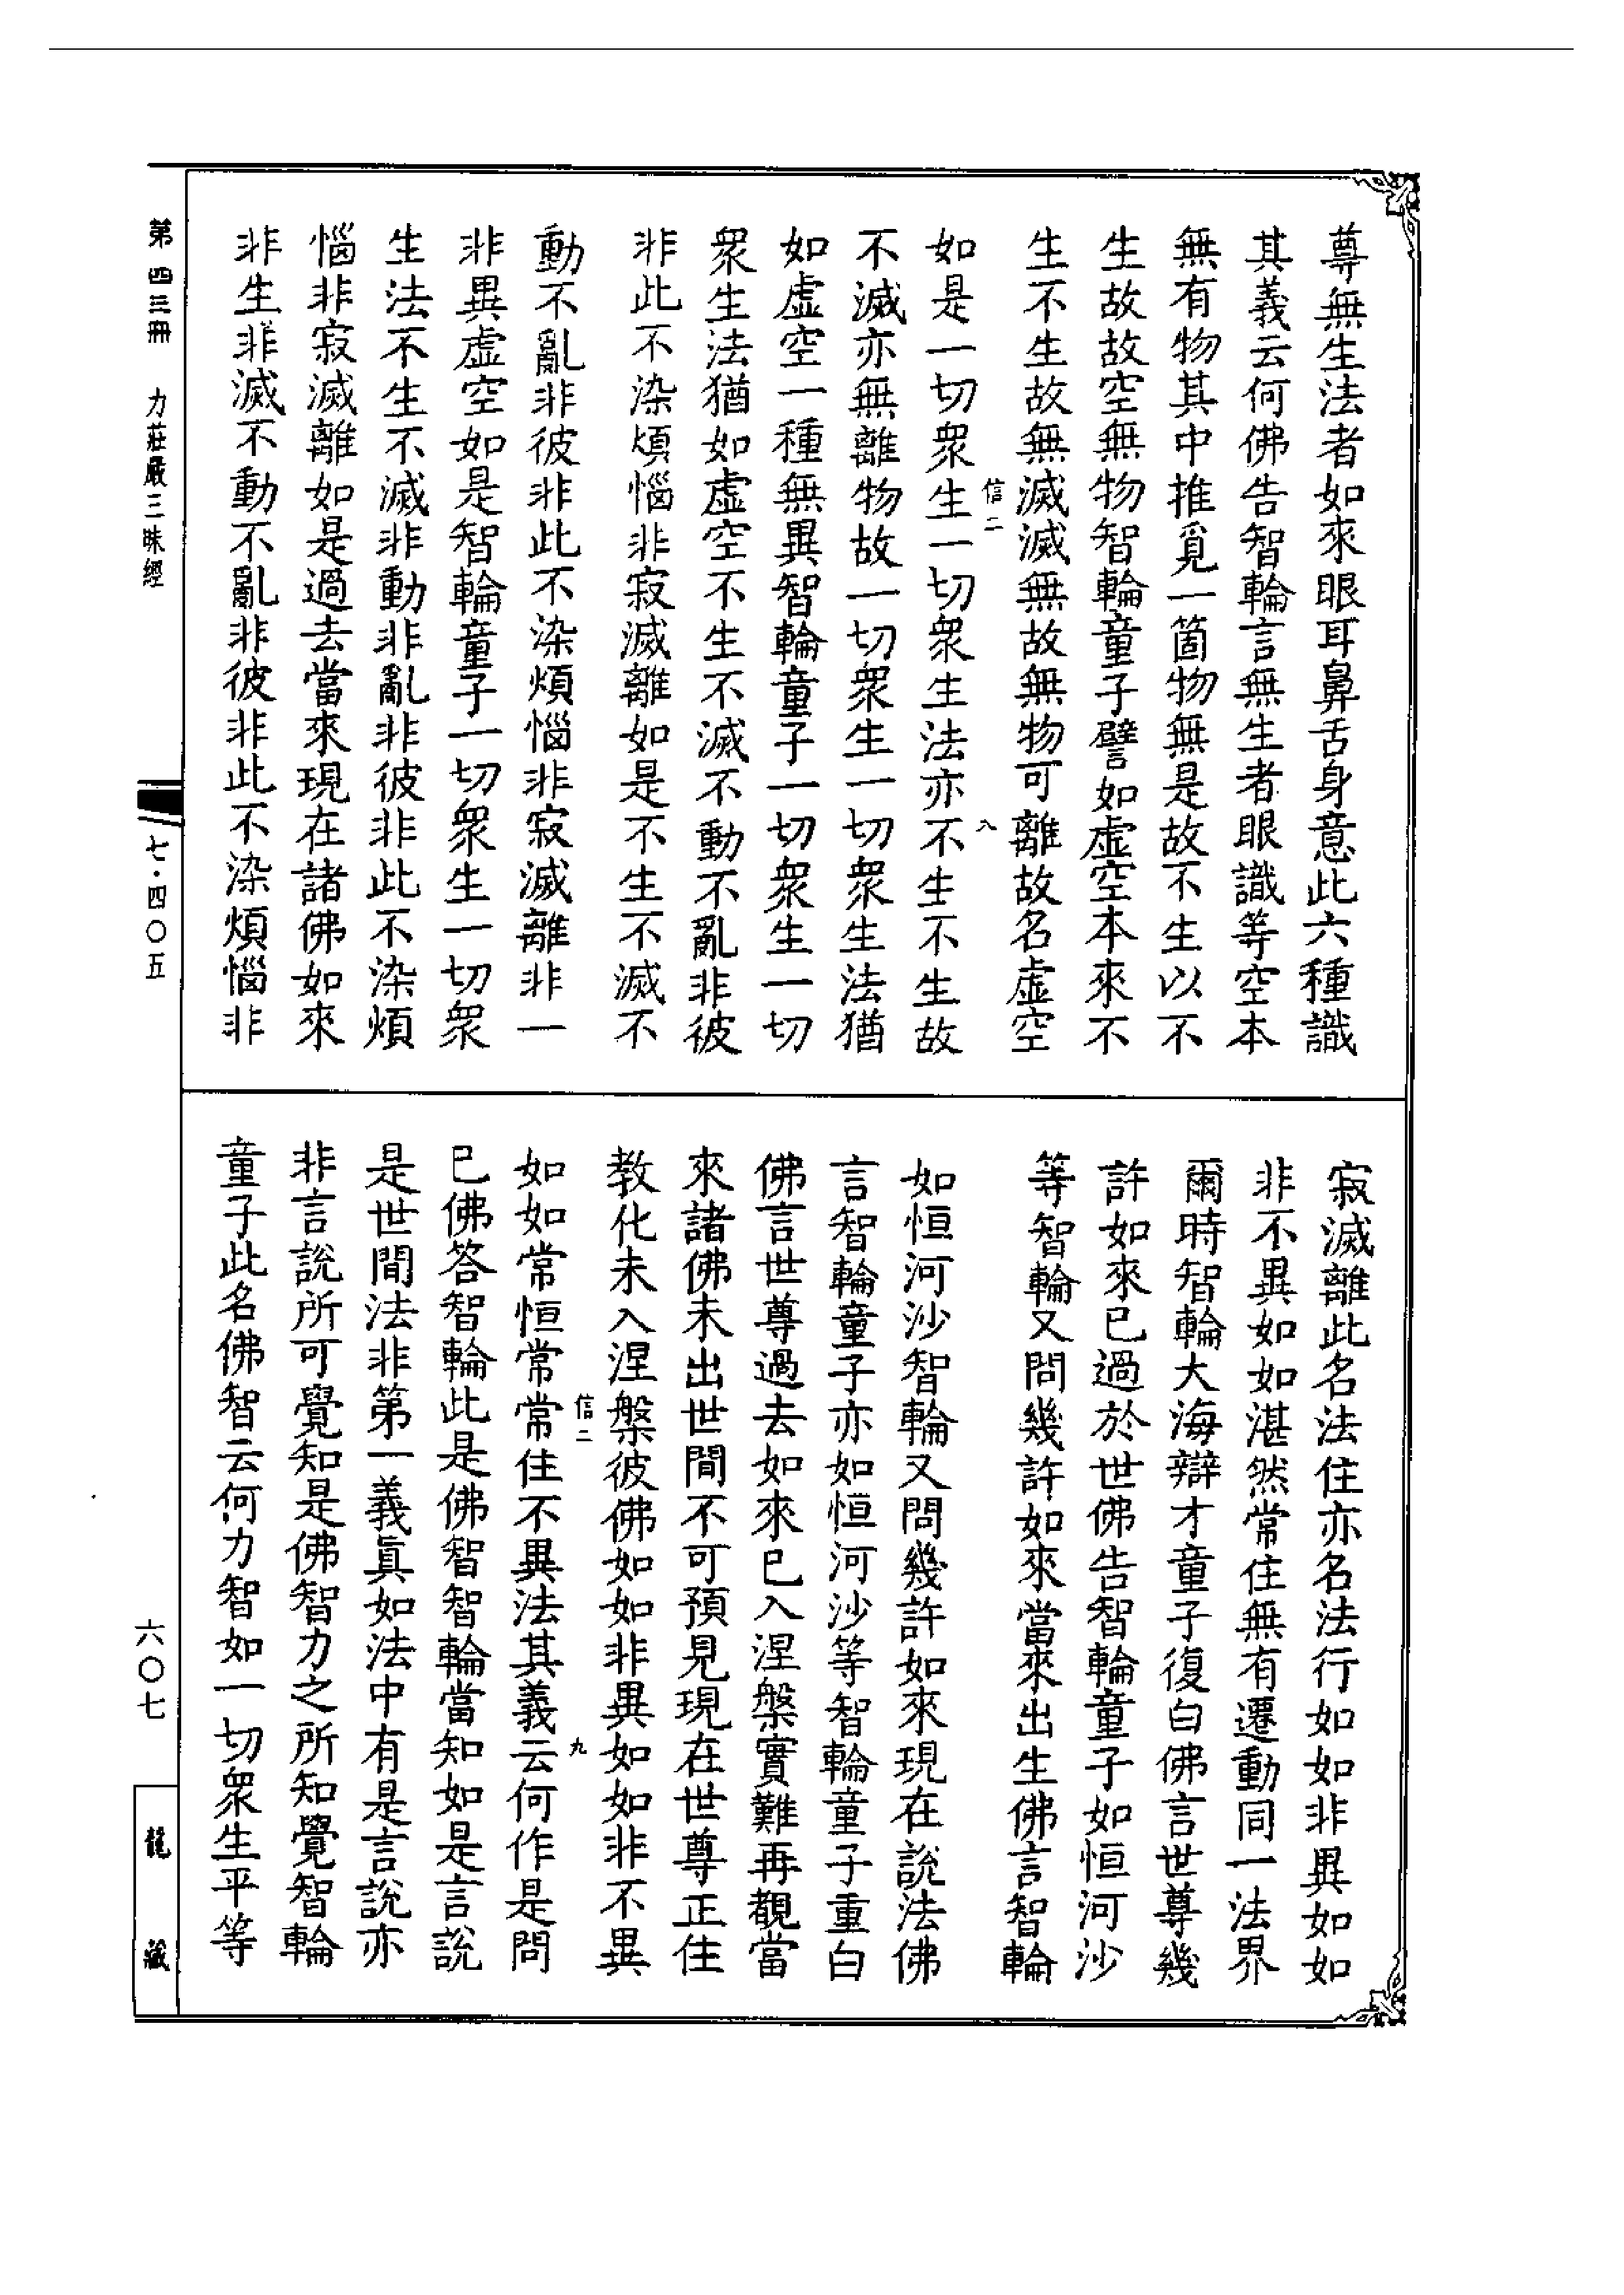 尊無生法者如來眼耳鼻舌身意此六種識
其義云何佛告智輪言無生者眼識等空本
無有物其中推覓一箇物無是故不生以不
生故故空無物智輪童子譬如虛空本來不
生不生故無滅滅無故無物可離故名虛空
如是一切眾生一切眾生法亦不生不生故
信二
八
不滅亦無離物故一切眾生一切眾生法猶
如虛空一種無異智輪童子一切眾生一切
眾生法猶如虛空不生不滅不動不亂非彼
非此不染煩惱非寂滅離如是不生不滅不
動不亂非彼非此不染煩惱非寂滅離非一
非異虛空如是智輪童子一切眾生一切眾
生法不生不滅非動非亂非彼非此不染煩
惱非寂滅離如是過去當來現在諸佛如來
非生非滅不動不亂非彼非此不染煩惱非
寂滅離此名法住亦名法行如如非異如如
非不異如如湛然常住無有遷動同一法界
爾時智輪大海辯才童子復白佛言世尊幾
許如來已過於世佛告智輪童子如恒河沙
等智輪又問幾許如來當來出生佛言智輪
如恒河沙智輪又問幾許如來現在說法佛
言智輪童子亦如恒河沙等智輪童子重白
佛言世尊過去如來已入涅槃實難再觀當
來諸佛未出世間不可預見現在世尊正住
教化未入涅槃彼佛如如非異如如非不異
信二
九
如如常恒常常住不異法其義云何作是問
已佛答智輪此是佛智智輪當知如是言說
是世間法非第一義真如法中有是言說亦
非言說所可覺知是佛智力之所知覺智輪
童子此名佛智云何力智如一切眾生平等
第四三冊　力莊嚴三昧經
七·四〇五
六〇七
龍藏